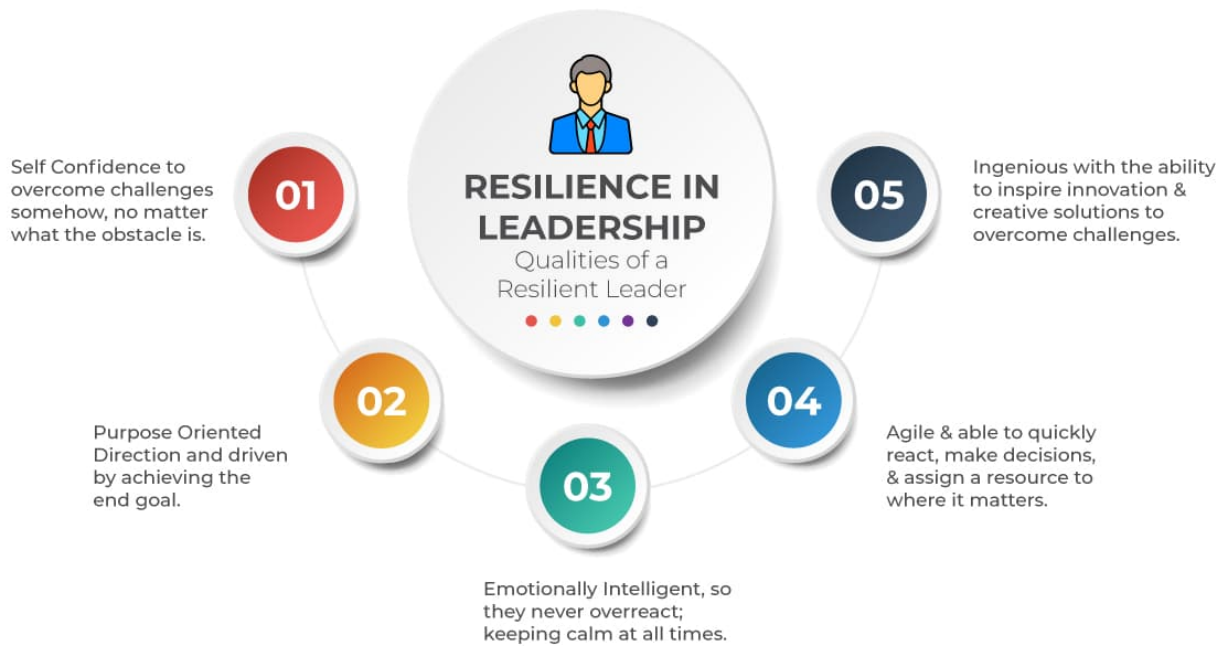 RESILIENCE IN
LEADERSHIP
Qualities of a
Resilient Leader
01
Self Confidence to
overcome challenges
somehow, no matter
what the obstacle is.
02
Purpose Oriented
Direction and driven
by achieving the
end goal.
03
Emotionally Intelligent, so
they never overreact;
keeping calm at all times.
04
Agile & able to quickly
react, make decisions,
& assign a resource to
where it matters.
05
Ingenious with the ability
to inspire innovation &
creative solutions to
overcome challenges.